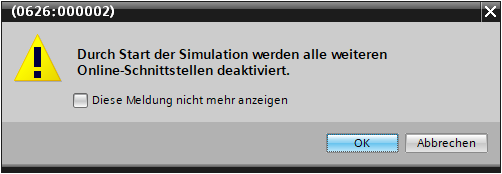 (0626:000002)
Durch Start der Simulation werden alle weiteren
Online-Schnittstellen deaktiviert.
Diese Meldung nicht mehr anzeigen
OK
Abbrechen